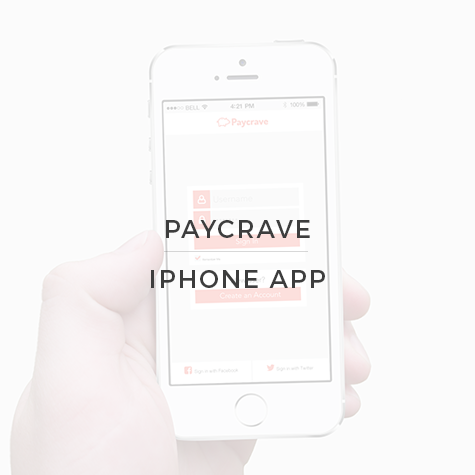 BELL 4:21 PM 100%
Paycrave
PAYCRAVE
IPHONE APP
Create an Account
Sign in with Facebook Sign in with Twitter